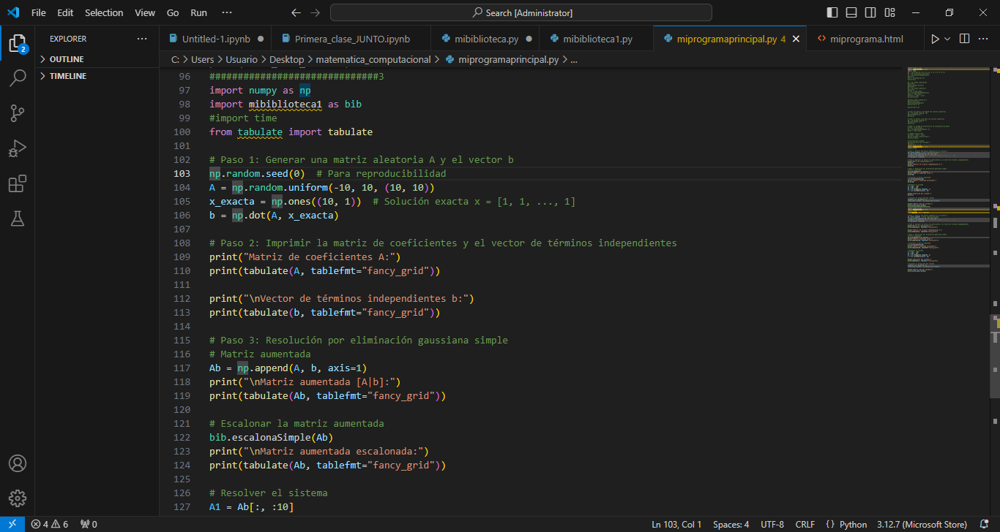 File Edit Selection View Go Run ··· Search [Administrator]
EXPLORER ···
OUTLINE
TIMELINE
2
Untitled-1.ipynb Primera_clase_JUNTO.ipynb mibiblioteca.py mibiblioteca1.py miprogramaprincipal.py 4 miprograma.html
C: > Users > Usuario > Desktop > matematica_computacional > miprogramaprincipal.py > ...
96 ##############################3
97 import numpy as np
98 import mibiblioteca1 as bib
99 #import time
100 from tabulate import tabulate
101
102 # Paso 1: Generar una matriz aleatoria A y el vector b
103 np.random.seed(0)  # Para reproducibilidad
104 A = np.random.uniform(-10, 10, (10, 10))
105 x_exacta = np.ones((10, 1))  # Solución exacta x = [1, 1, ..., 1]
106 b = np.dot(A, x_exacta)
107
108 # Paso 2: Imprimir la matriz de coeficientes y el vector de términos independientes
109 print("Matriz de coeficientes A:")
110 print(tabulate(A, tablefmt="fancy_grid"))
111
112 print("\nVector de términos independientes b:")
113 print(tabulate(b, tablefmt="fancy_grid"))
114
115 # Paso 3: Resolución por eliminación gaussiana simple
116 # Matriz aumentada
117 Ab = np.append(A, b, axis=1)
118 print("\nMatriz aumentada [A|b]:")
119 print(tabulate(Ab, tablefmt="fancy_grid"))
120
121 # Escalonar la matriz aumentada
122 bib.escalonaSimple(Ab)
123 print("\nMatriz aumentada escalonada:")
124 print(tabulate(Ab, tablefmt="fancy_grid"))
125
126 # Resolver el sistema
127 A1 = Ab[:, :10]
4 6 0 Ln 103, Col 1 Spaces: 4 UTF-8 CRLF {} Python 3.12.7 (Microsoft Store)